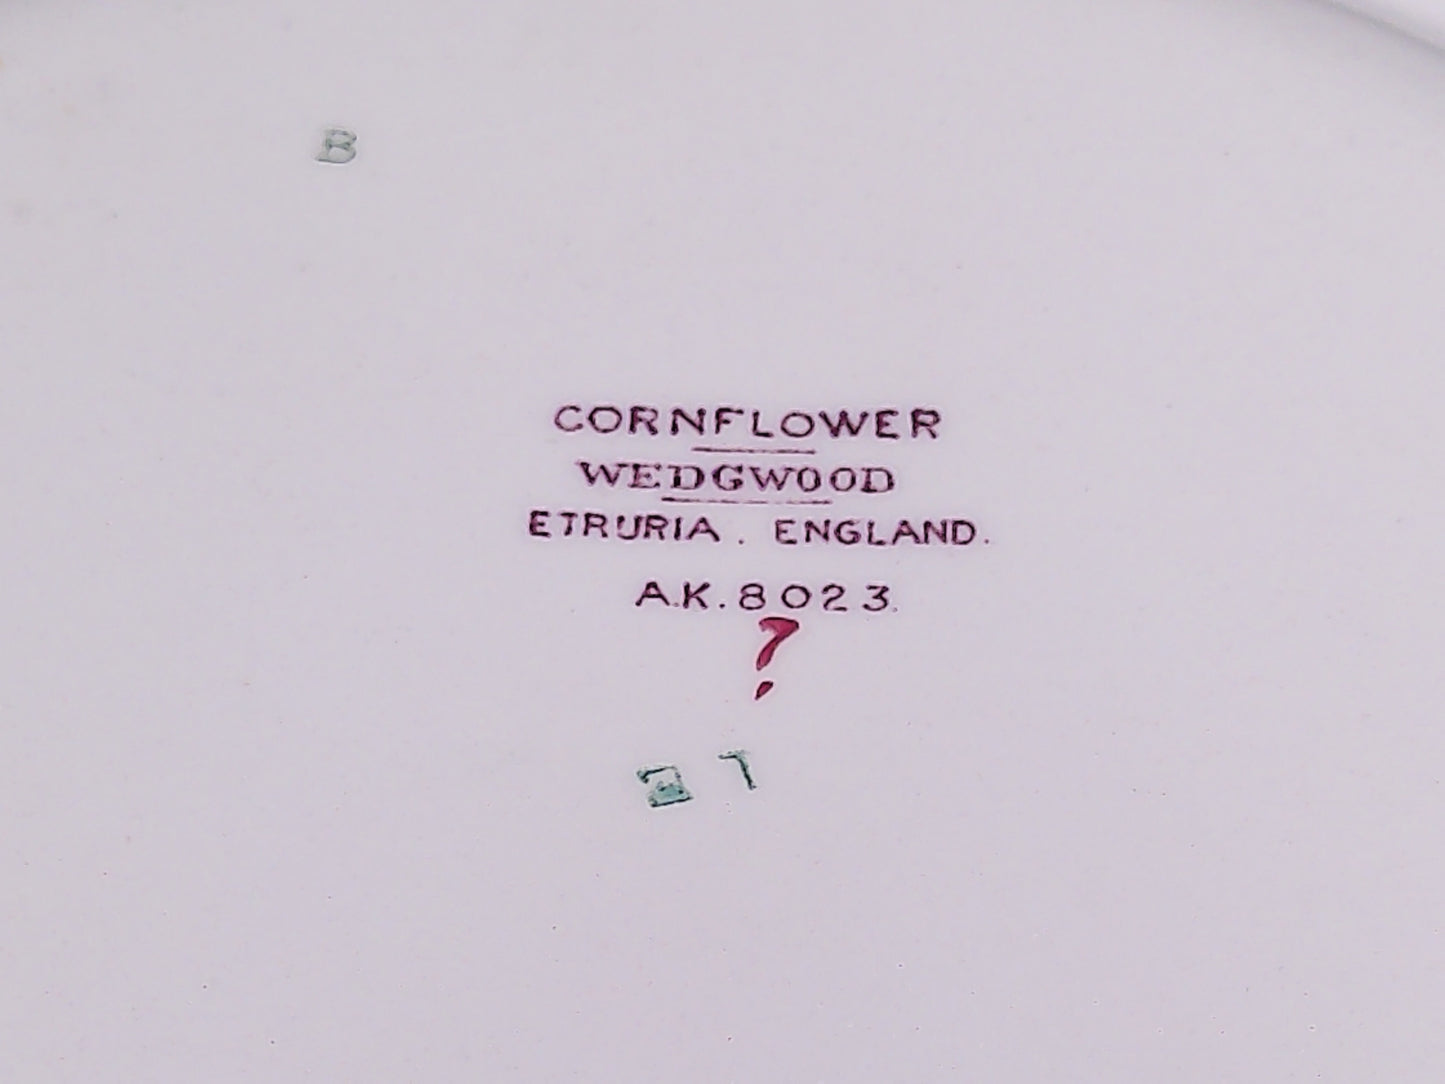 B
CORNFLOWER
WEDGWOOD
ETRURIA. ENGLAND.
A.K.8023.
?